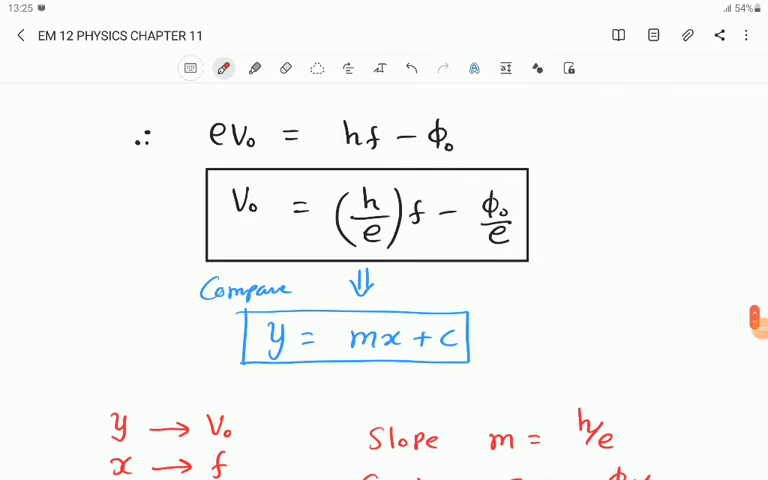 13:25 54%
EM 12 PHYSICS CHAPTER 11
∴ eV₀ = hf − ϕ₀
V₀ = (h/e) f − ϕ₀/e
Compare ⇓
y = mx + c
y → V₀
Slope m = h/e
x → f